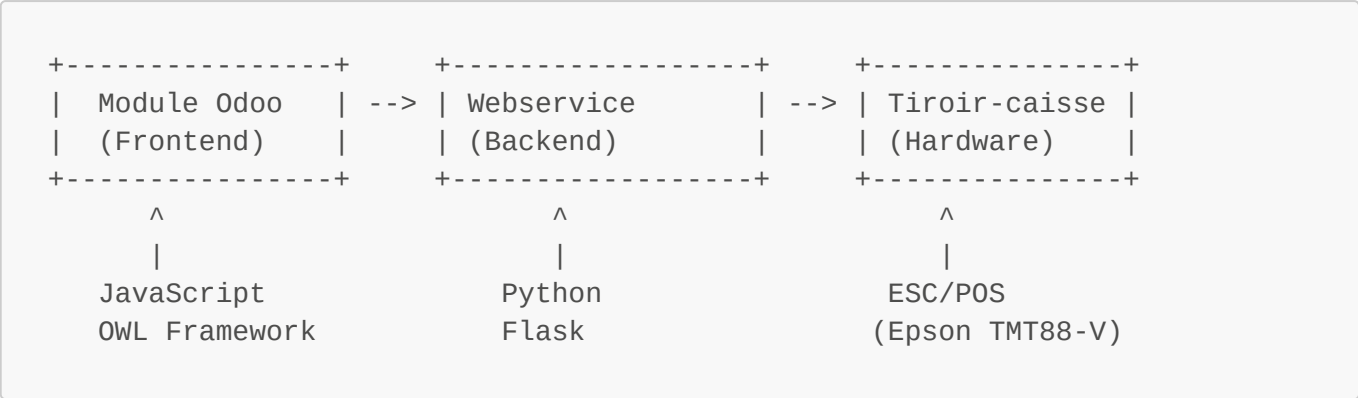 +----------------+     +------------------+     +---------------+
|  Module Odoo   | --> | Webservice       | --> | Tiroir-caisse |
|  (Frontend)    |     | (Backend)        |     | (Hardware)    |
+----------------+     +------------------+     +---------------+
      ^                       ^                      ^
      |                       |                      |
   JavaScript              Python                 ESC/POS
   OWL Framework           Flask                 (Epson TMT88-V)